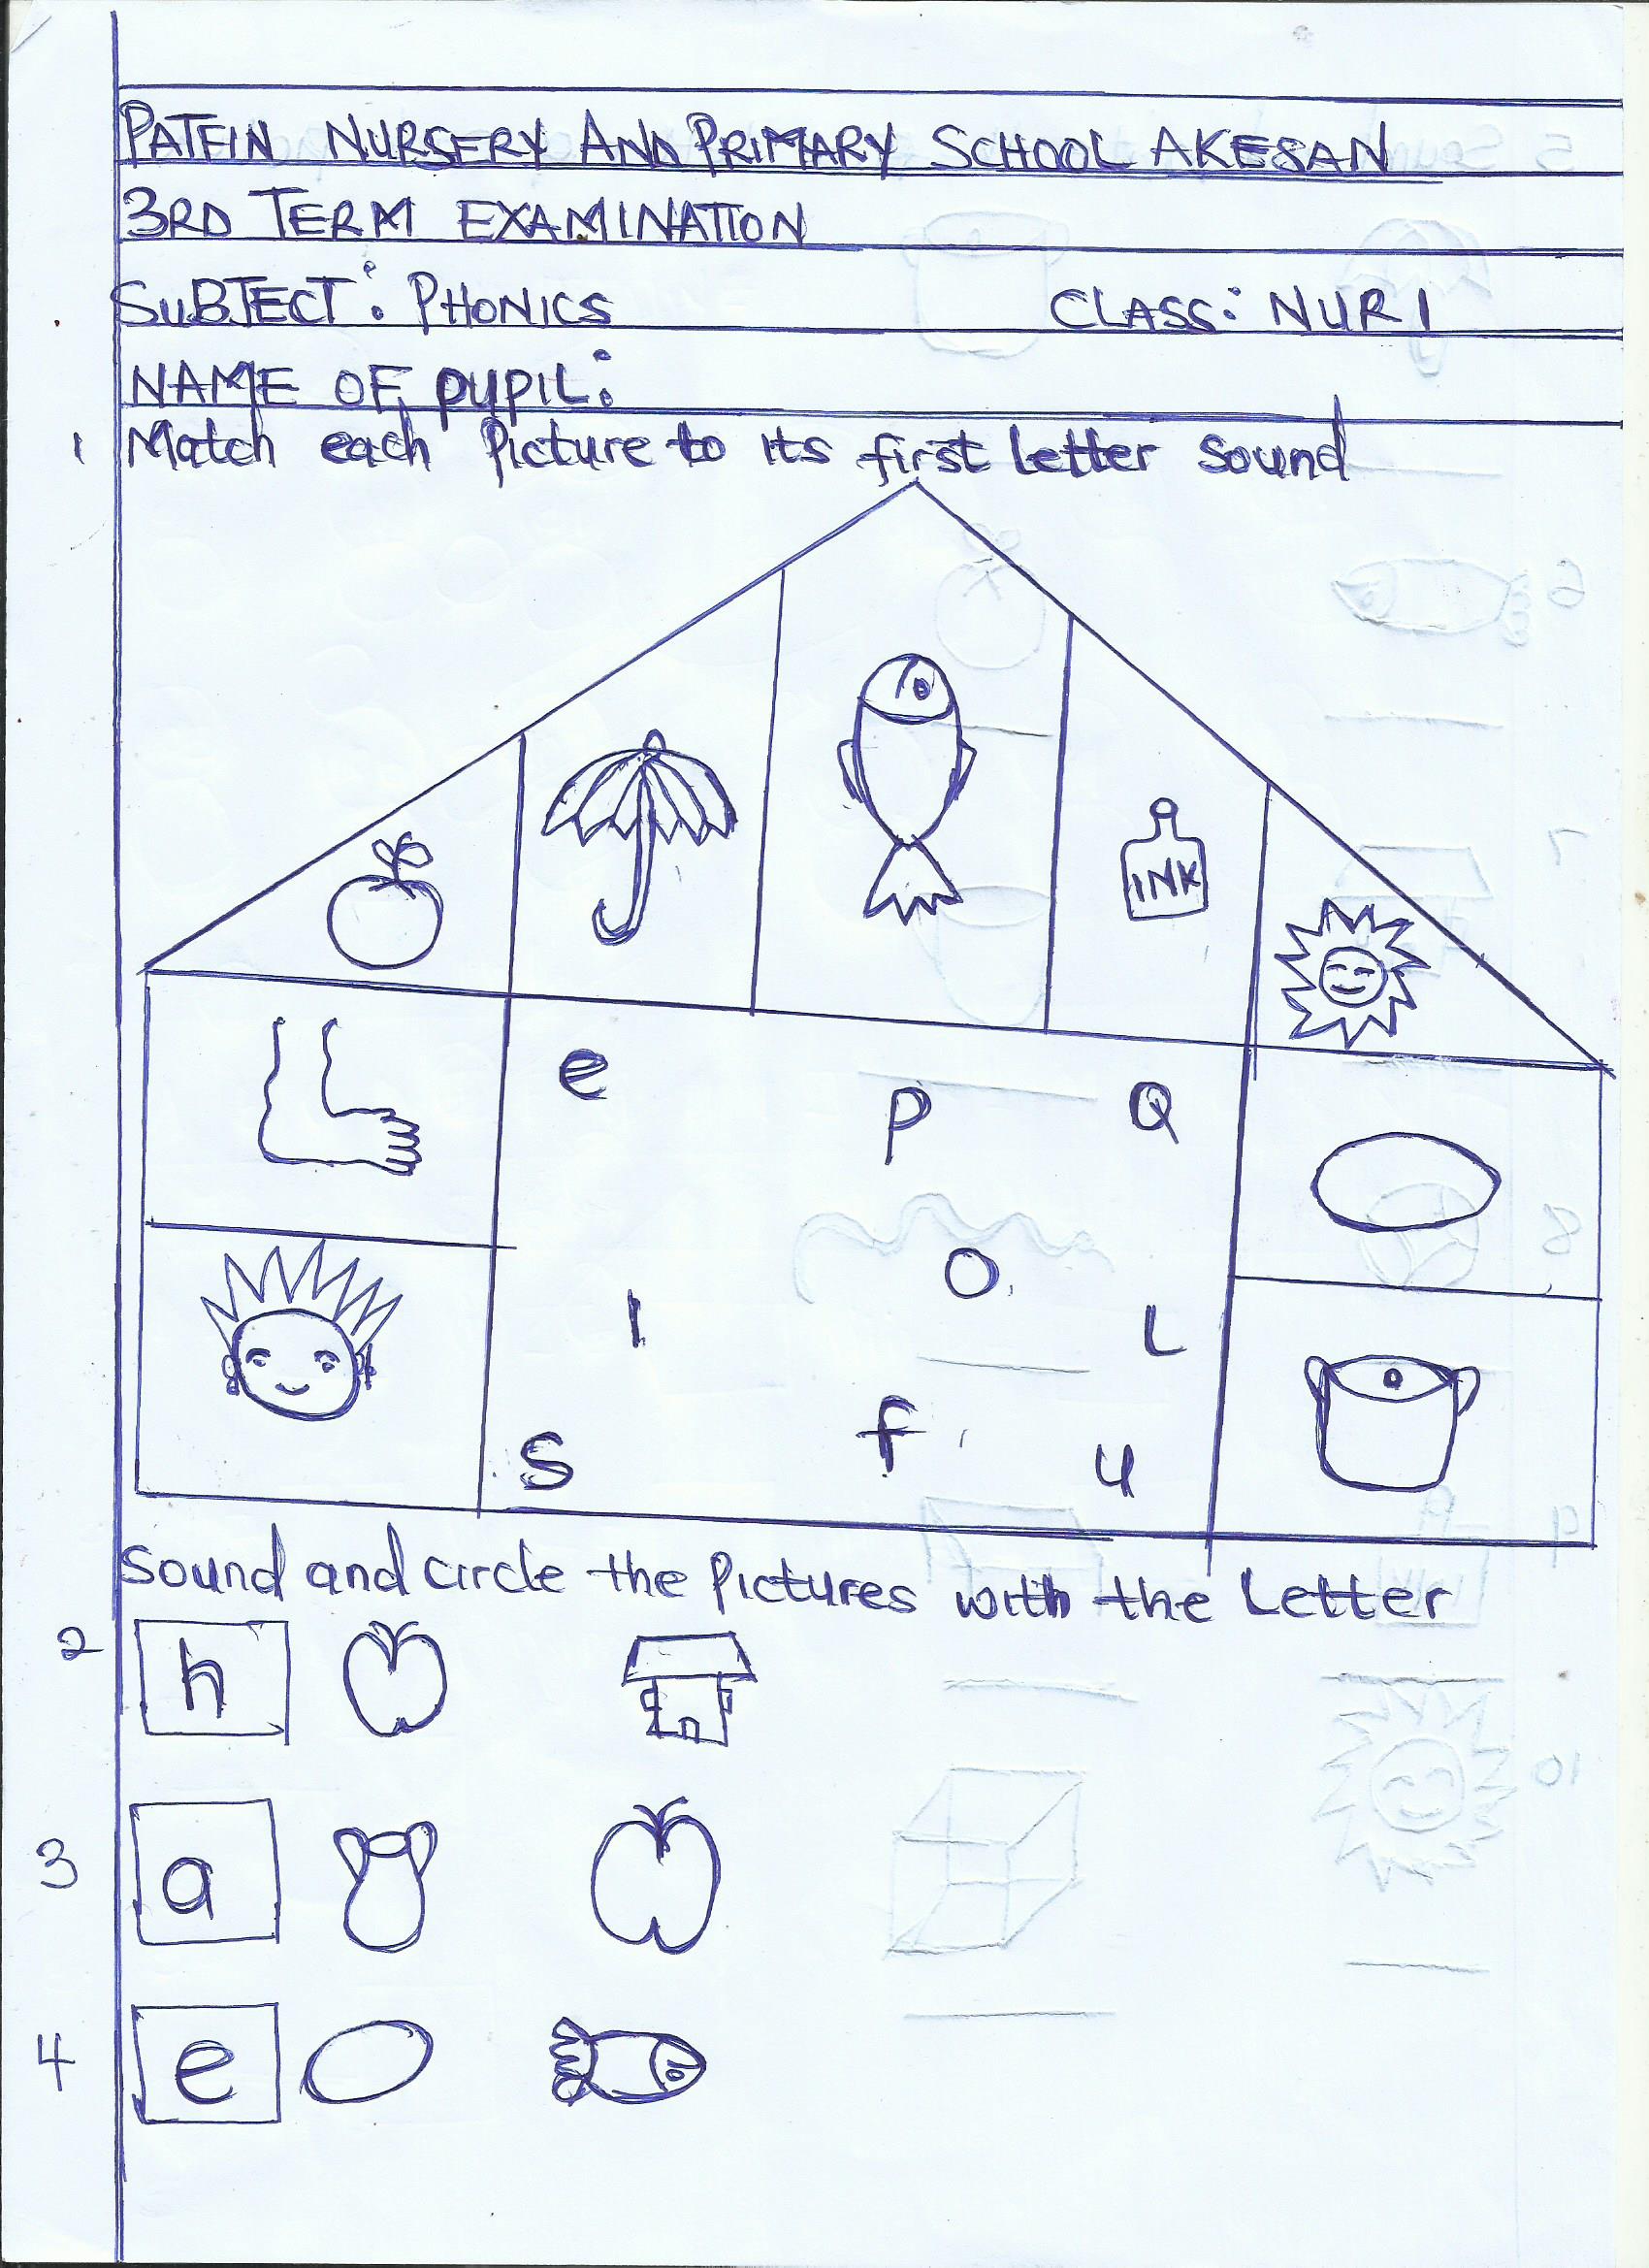 PATFIN NURSERY AND PRIMARY SCHOOL AKESAN
3RD TERM EXAMINATION
SuBJECT: PHONICS CLASS: NUR 1
NAME OF PUPIL:
1 Match each Picture to its first letter sound
INK
e P Q
O
I L
S f u
sound and circle the Pictures with the Letter
2 h
3 a
4 e